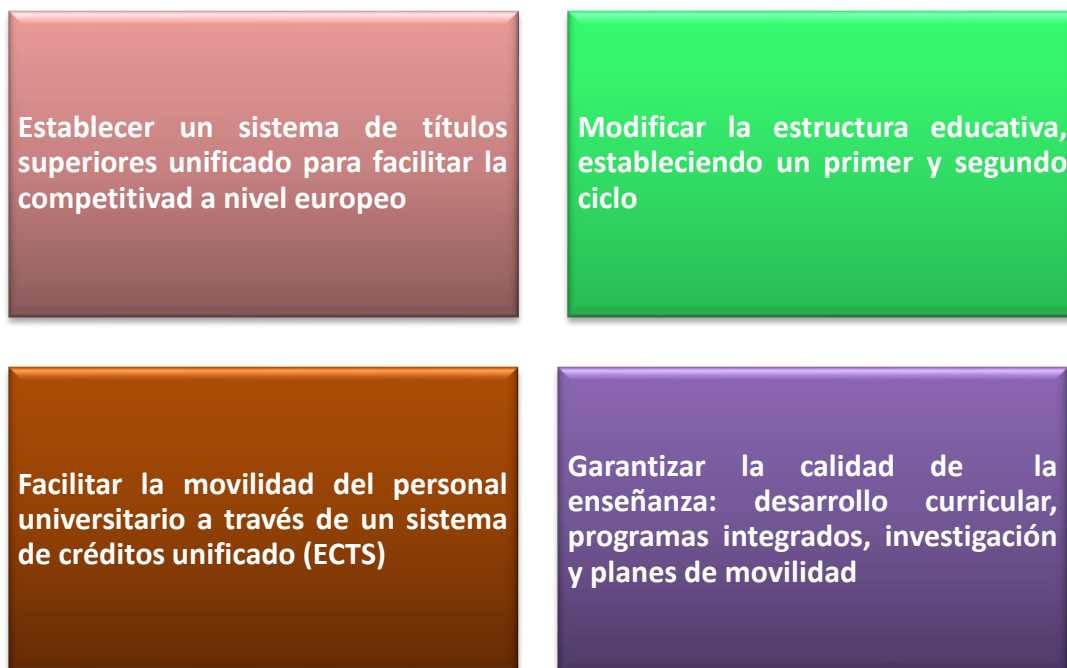 Establecer un sistema de títulos
superiores unificado para facilitar la
competitivad a nivel europeo
Modificar la estructura educativa,
estableciendo un primer y segundo
ciclo
Facilitar la movilidad del personal
universitario a través de un sistema
de créditos unificado (ECTS)
Garantizar la calidad de la
enseñanza: desarrollo curricular,
programas integrados, investigación
y planes de movilidad